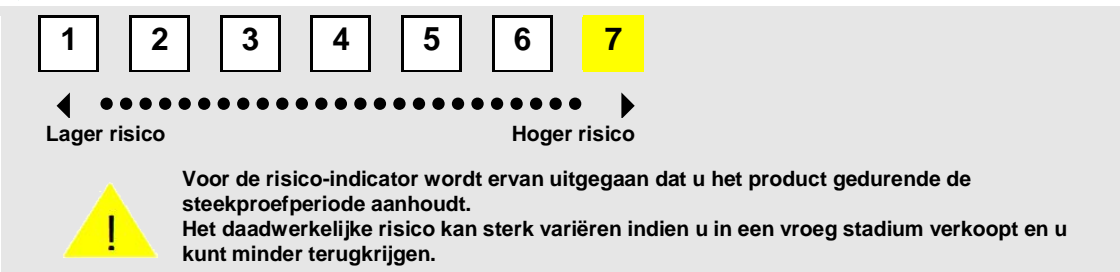 1 2 3 4 5 6 7
Lager risico Hoger risico
Voor de risico-indicator wordt ervan uitgegaan dat u het product gedurende de
steekproefperiode aanhoudt.
Het daadwerkelijke risico kan sterk variëren indien u in een vroeg stadium verkoopt en u
kunt minder terugkrijgen.
!